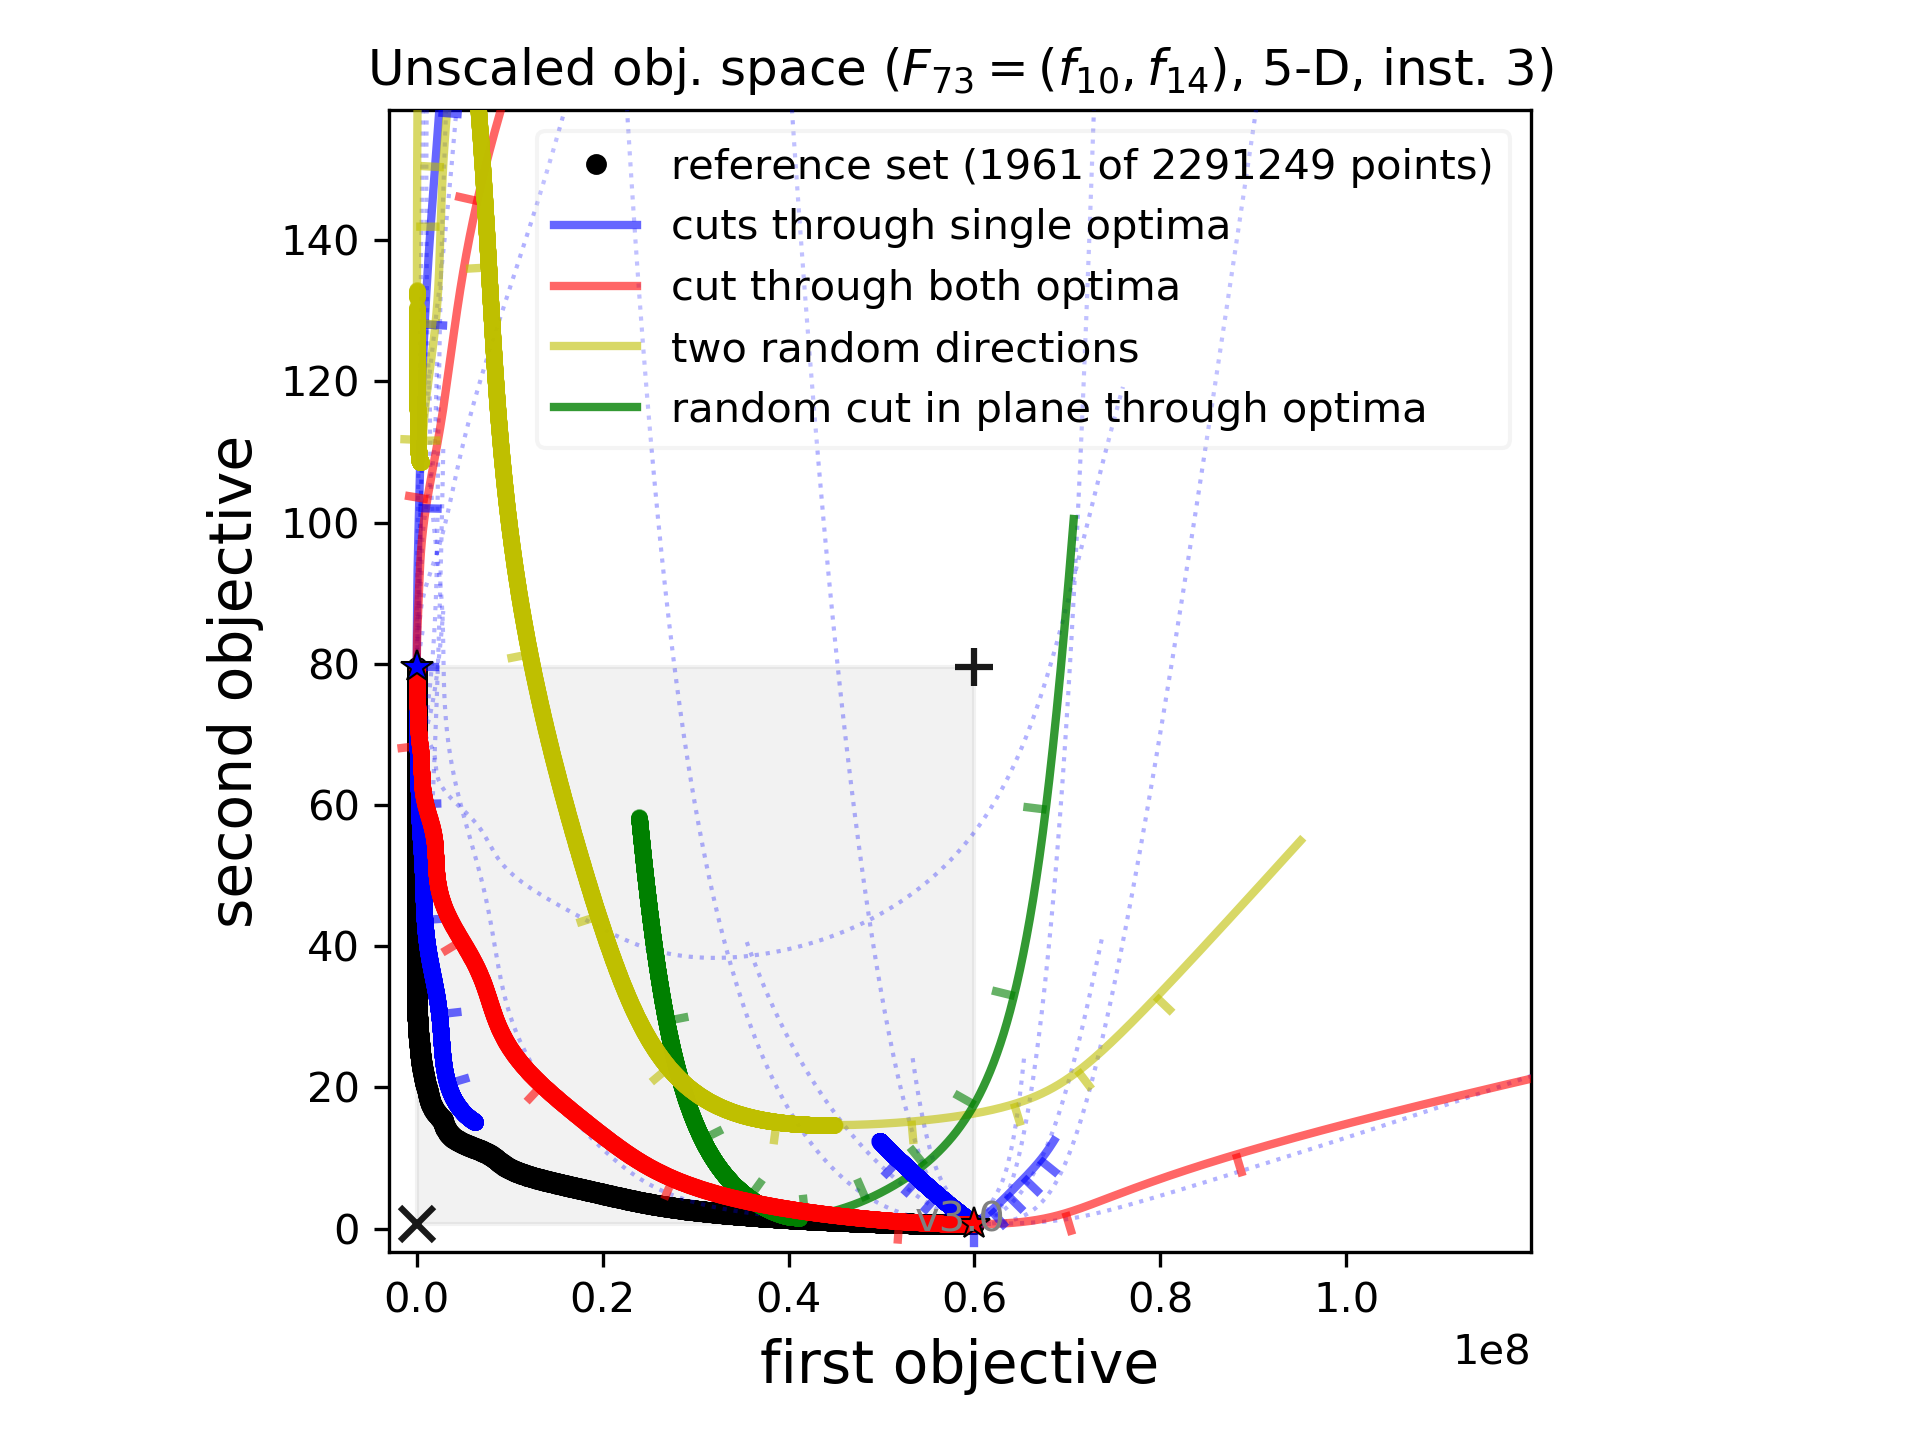 Unscaled obj. space (F73 = (f10, f14), 5-D, inst. 3)
reference set (1961 of 2291249 points)
cuts through single optima
cut through both optima
two random directions
random cut in plane through optima
140
120
100
80
60
40
20
0
second objective
v3.0
0.0 0.2 0.4 0.6 0.8 1.0
1e8
first objective